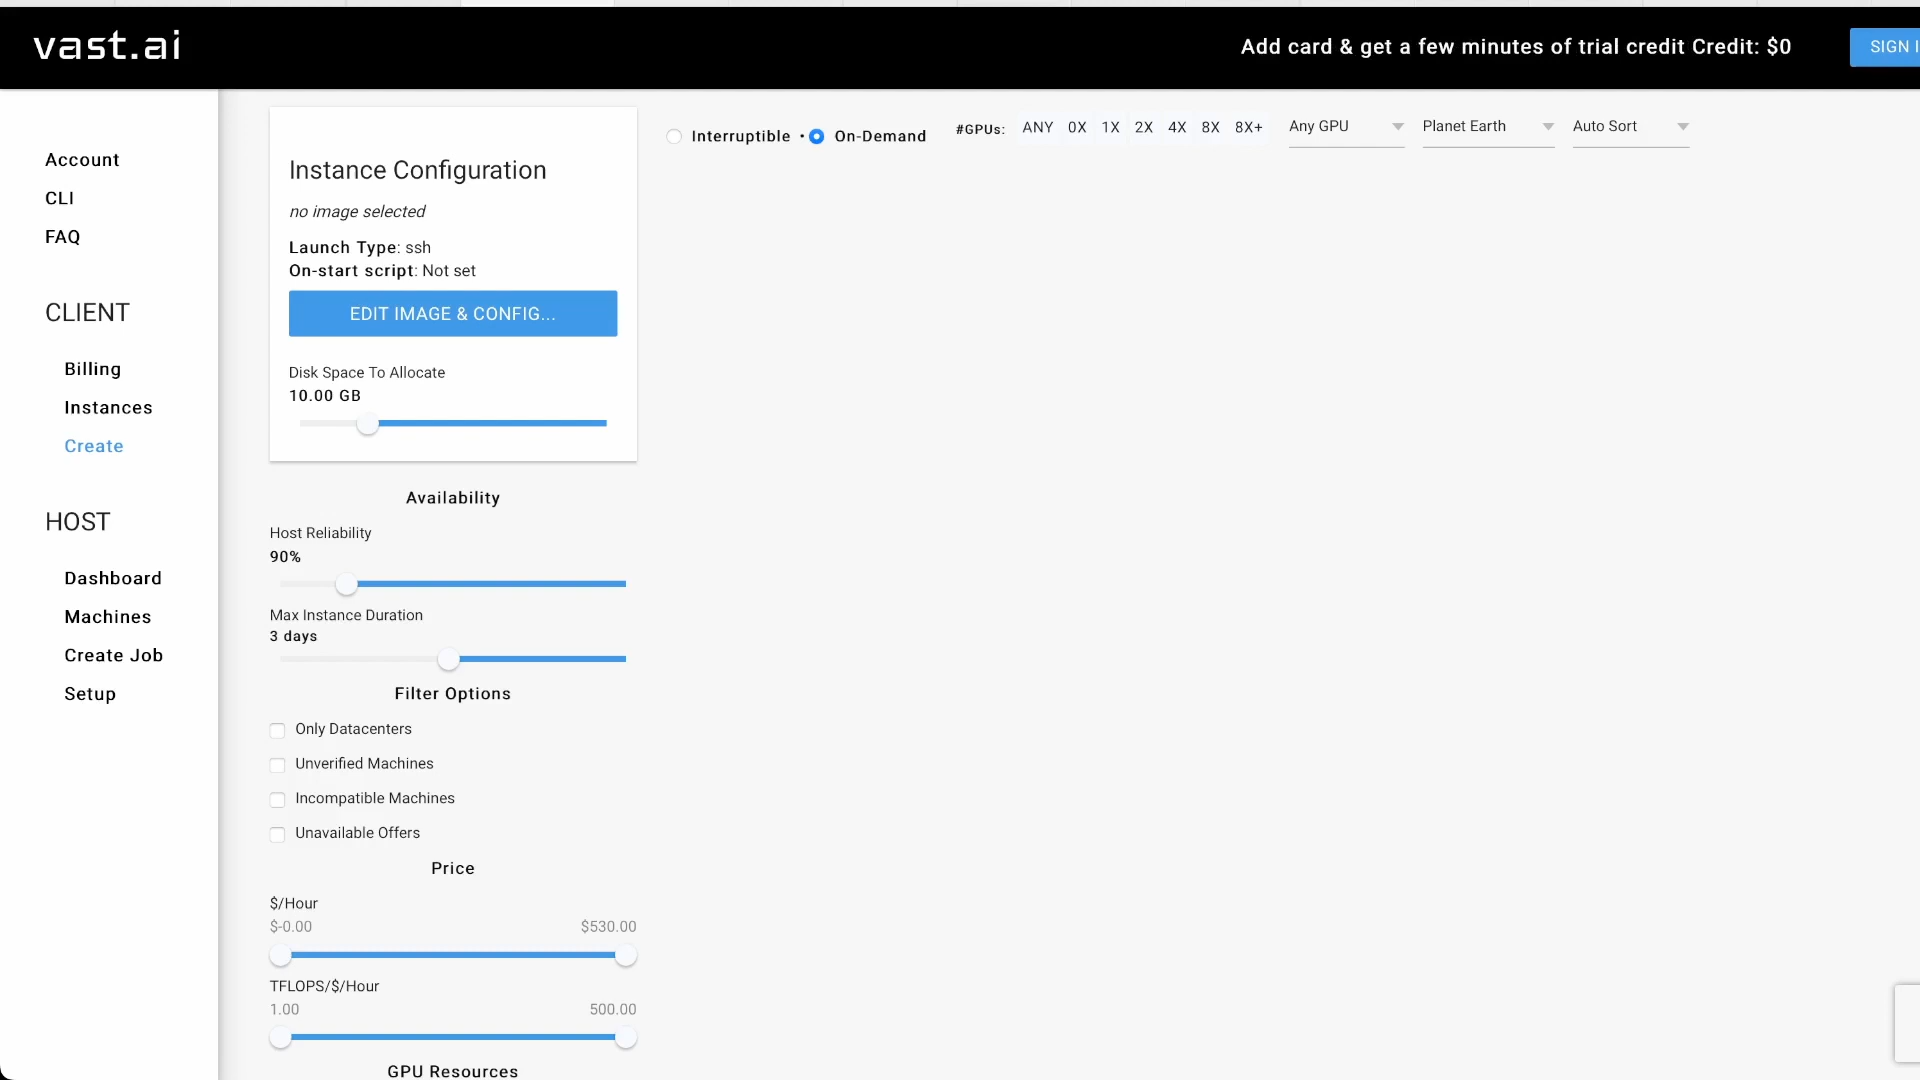 vast.ai
Add card & get a few minutes of trial credit Credit: $0
SIGN I
Account
CLI
FAQ
CLIENT
Billing
Instances
Create
HOST
Dashboard
Machines
Create Job
Setup
Instance Configuration
no image selected
Launch Type: ssh
On-start script: Not set
EDIT IMAGE & CONFIG...
Disk Space To Allocate
10.00 GB
Availability
Host Reliability
90%
Max Instance Duration
3 days
Filter Options
Only Datacenters
Unverified Machines
Incompatible Machines
Unavailable Offers
Price
$/Hour
$-0.00 $530.00
TFLOPS/$/Hour
1.00 500.00
GPU Resources
Interruptible • On-Demand #GPUs: ANY 0X 1X 2X 4X 8X 8X+ Any GPU Planet Earth Auto Sort